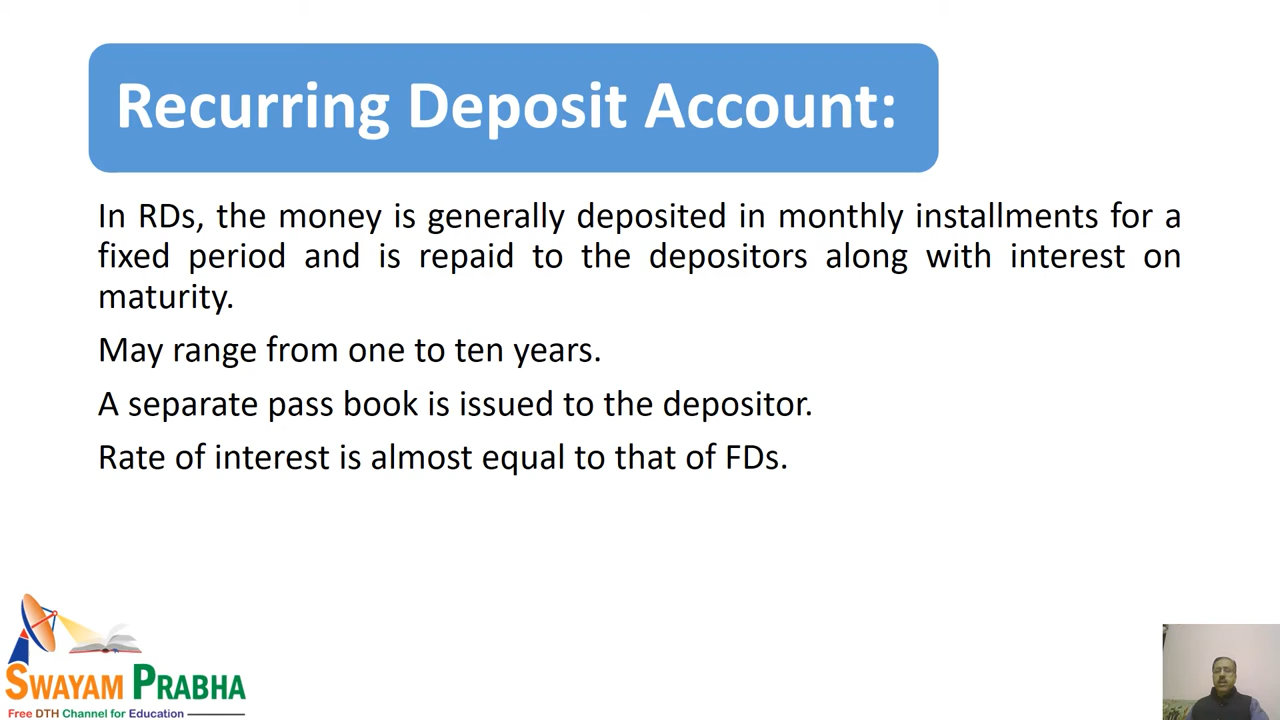 Recurring Deposit Account:
In RDs, the money is generally deposited in monthly installments for a
fixed period and is repaid to the depositors along with interest on
maturity.
May range from one to ten years.
A separate pass book is issued to the depositor.
Rate of interest is almost equal to that of FDs.
SWAYAM PRABHA
Free DTH Channel for Education